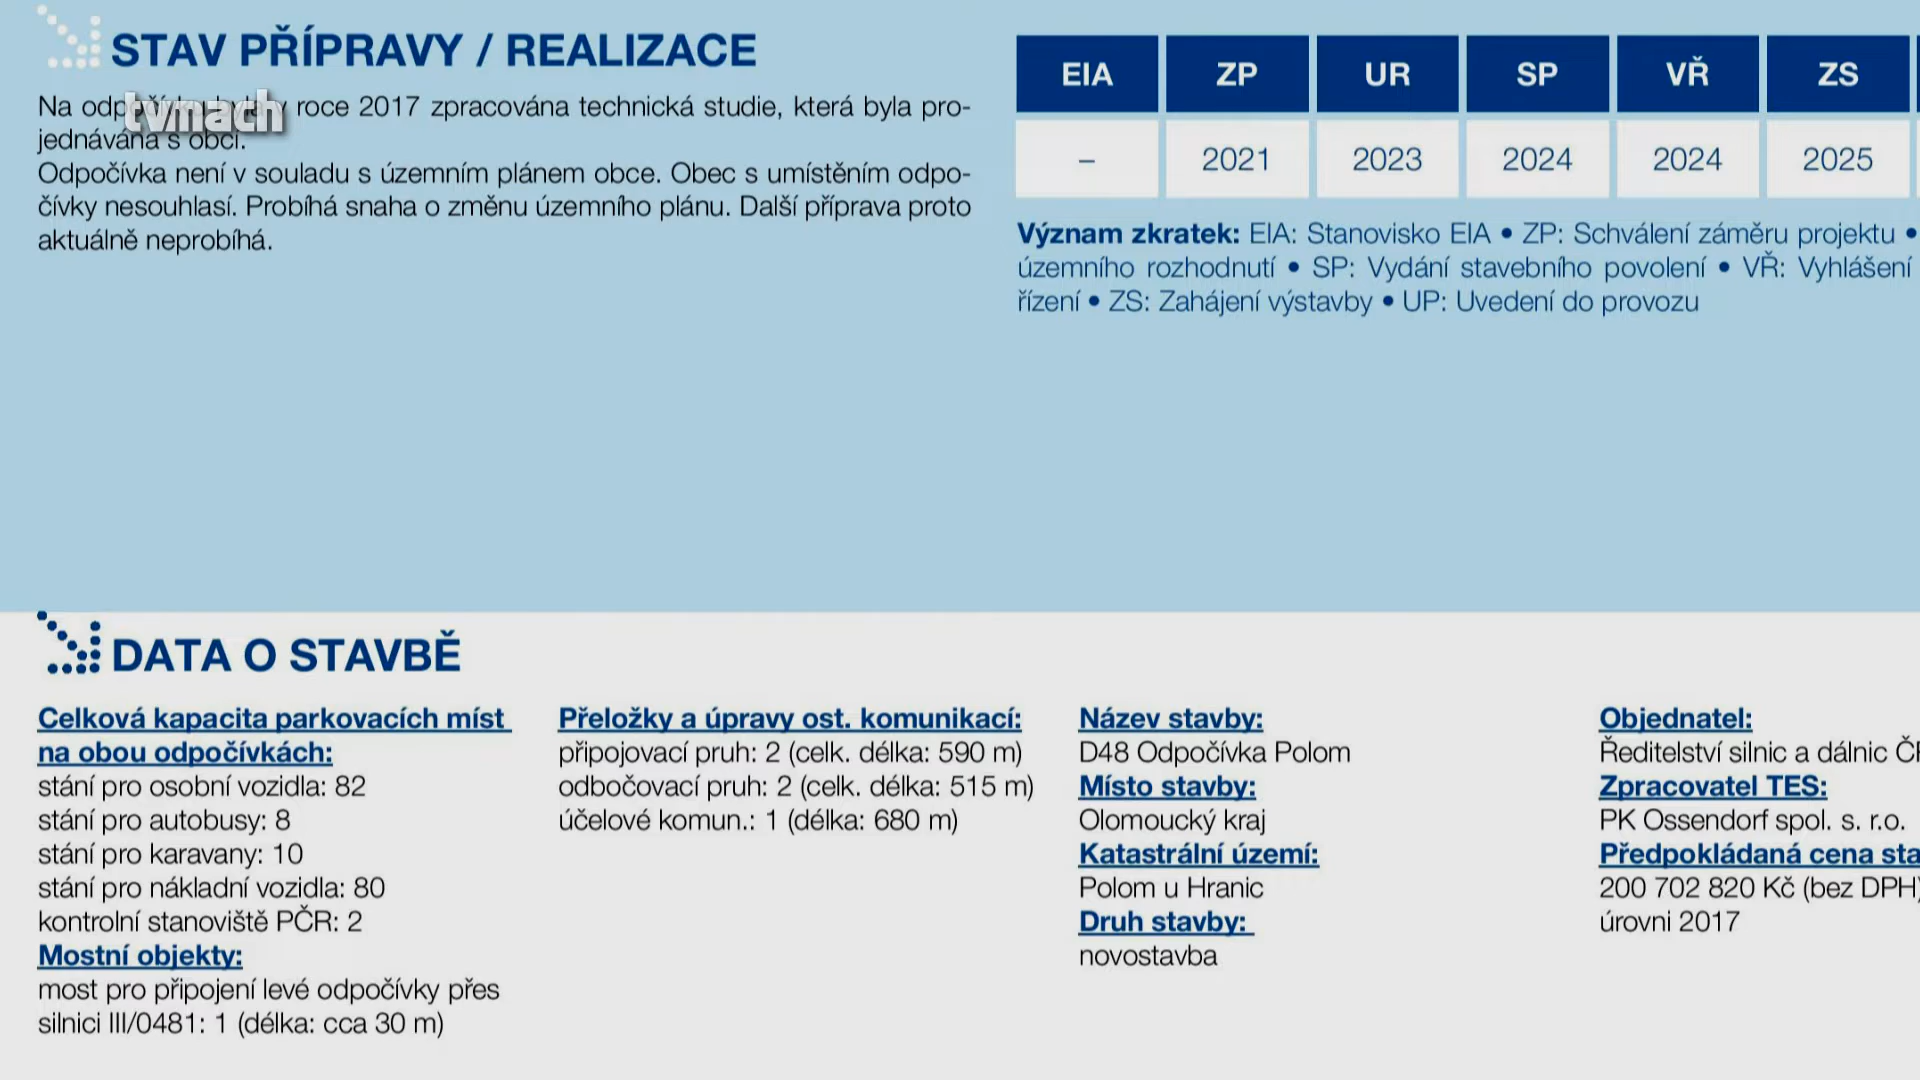 STAV PŘÍPRAVY / REALIZACE
Na roce 2017 zpracována technická studie, která byla pro-
jednávána s obcí.
Odpočívka není v souladu s územním plánem obce. Obec s umístěním odpo-
čívky nesouhlasí. Probíhá snaha o změnu územního plánu. Další příprava proto
aktuálně neprobíhá.
tvmach
EIA ZP UR SP VŘ ZS
– 2021 2023 2024 2024 2025
Význam zkratek: EIA: Stanovisko EIA • ZP: Schválení záměru projektu •
územního rozhodnutí • SP: Vydání stavebního povolení • VŘ: Vyhlášení
řízení • ZS: Zahájení výstavby • UP: Uvedení do provozu
DATA O STAVBĚ
Celková kapacita parkovacích míst
na obou odpočívkách:
stání pro osobní vozidla: 82
stání pro autobusy: 8
stání pro karavany: 10
stání pro nákladní vozidla: 80
kontrolní stanoviště PČR: 2
Mostní objekty:
most pro připojení levé odpočívky přes
silnici III/0481: 1 (délka: cca 30 m)
Přeložky a úpravy ost. komunikací:
připojovací pruh: 2 (celk. délka: 590 m)
odbočovací pruh: 2 (celk. délka: 515 m)
účelové komun.: 1 (délka: 680 m)
Název stavby:
D48 Odpočívka Polom
Místo stavby:
Olomoucký kraj
Katastrální území:
Polom u Hranic
Druh stavby:
novostavba
Objednatel:
Ředitelství silnic a dálnic
Zpracovatel TES:
PK Ossendorf spol. s. r.o.
Předpokládaná cena
200 702 820 Kč (bez DPH)
úrovni 2017